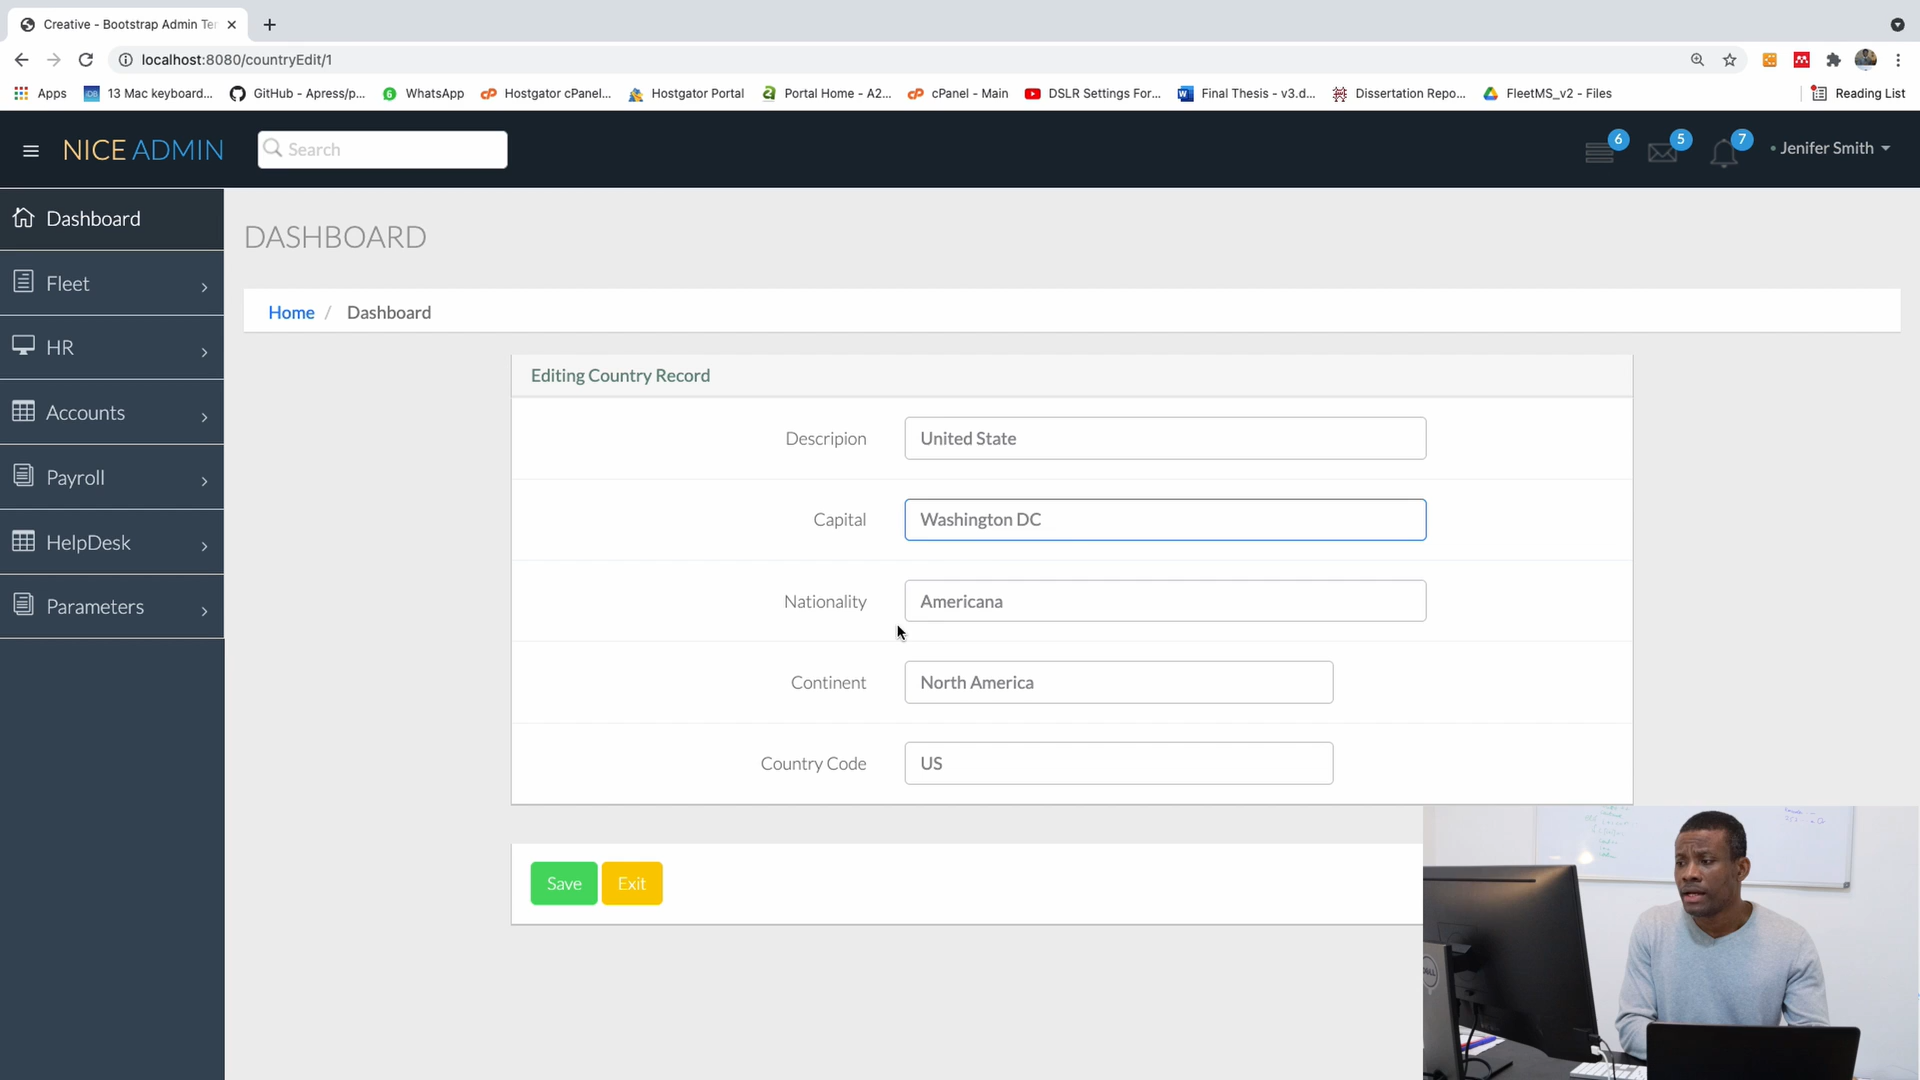 Creative - Bootstrap Admin Ter
localhost:8080/countryEdit/1
Apps 13 Mac keyboard... GitHub - Apress/p... WhatsApp Hostgator cPanel... Hostgator Portal Portal Home - A2... cPanel - Main DSLR Settings For... Final Thesis - v3.d... Dissertation Repo... FleetMS_v2 - Files Reading List
NICE ADMIN Search 6 5 7 Jenifer Smith
Dashboard
Fleet
HR
Accounts
Payroll
HelpDesk
Parameters
DASHBOARD
Home / Dashboard
Editing Country Record
Descripion United State
Capital Washington DC
Nationality Americana
Continent North America
Country Code US
Save Exit
DELL